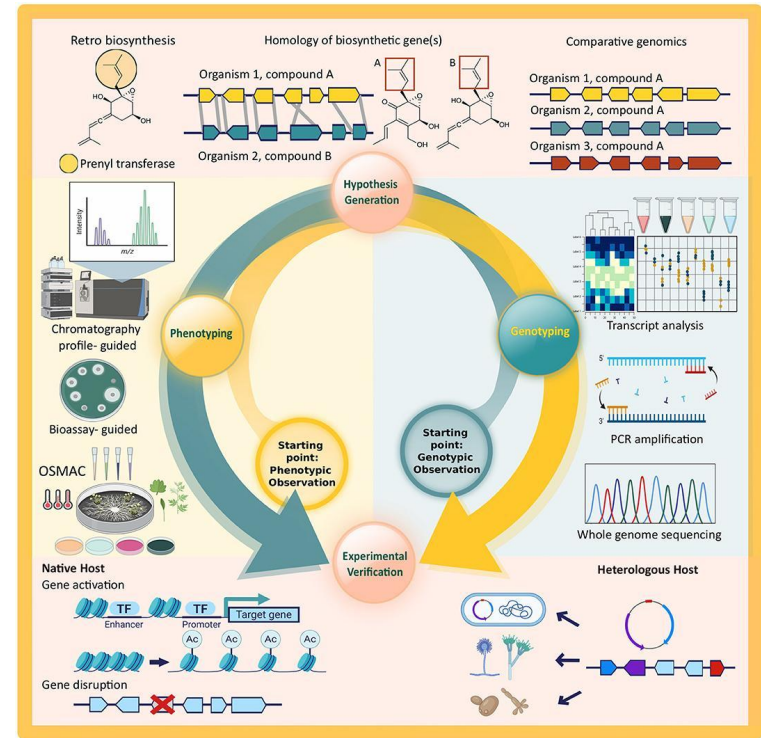 Retro biosynthesis
Homology of biosynthetic gene(s)
Comparative genomics
HO
O
OH
Prenyl transferase
Organism 1, compound A
Organism 2, compound B
A
O
O
OH
OH
B
HO
O
OH
Organism 1, compound A
Organism 2, compound A
Organism 3, compound A
Hypothesis
Generation
Intensity
m/z
Chromatography
profile- guided
Bioassay- guided
OSMAC
Phenotyping
Genotyping
Starting
point:
Phenotypic
Observation
Starting
point:
Genotypic
Observation
Transcript analysis
5'
3'
PCR amplification
Whole genome sequencing
Experimental
Verification
Native Host
Gene activation
TF
Enhancer
TF
Promoter
Target gene
Ac
Ac
Ac
Ac
Gene disruption
Heterologous Host